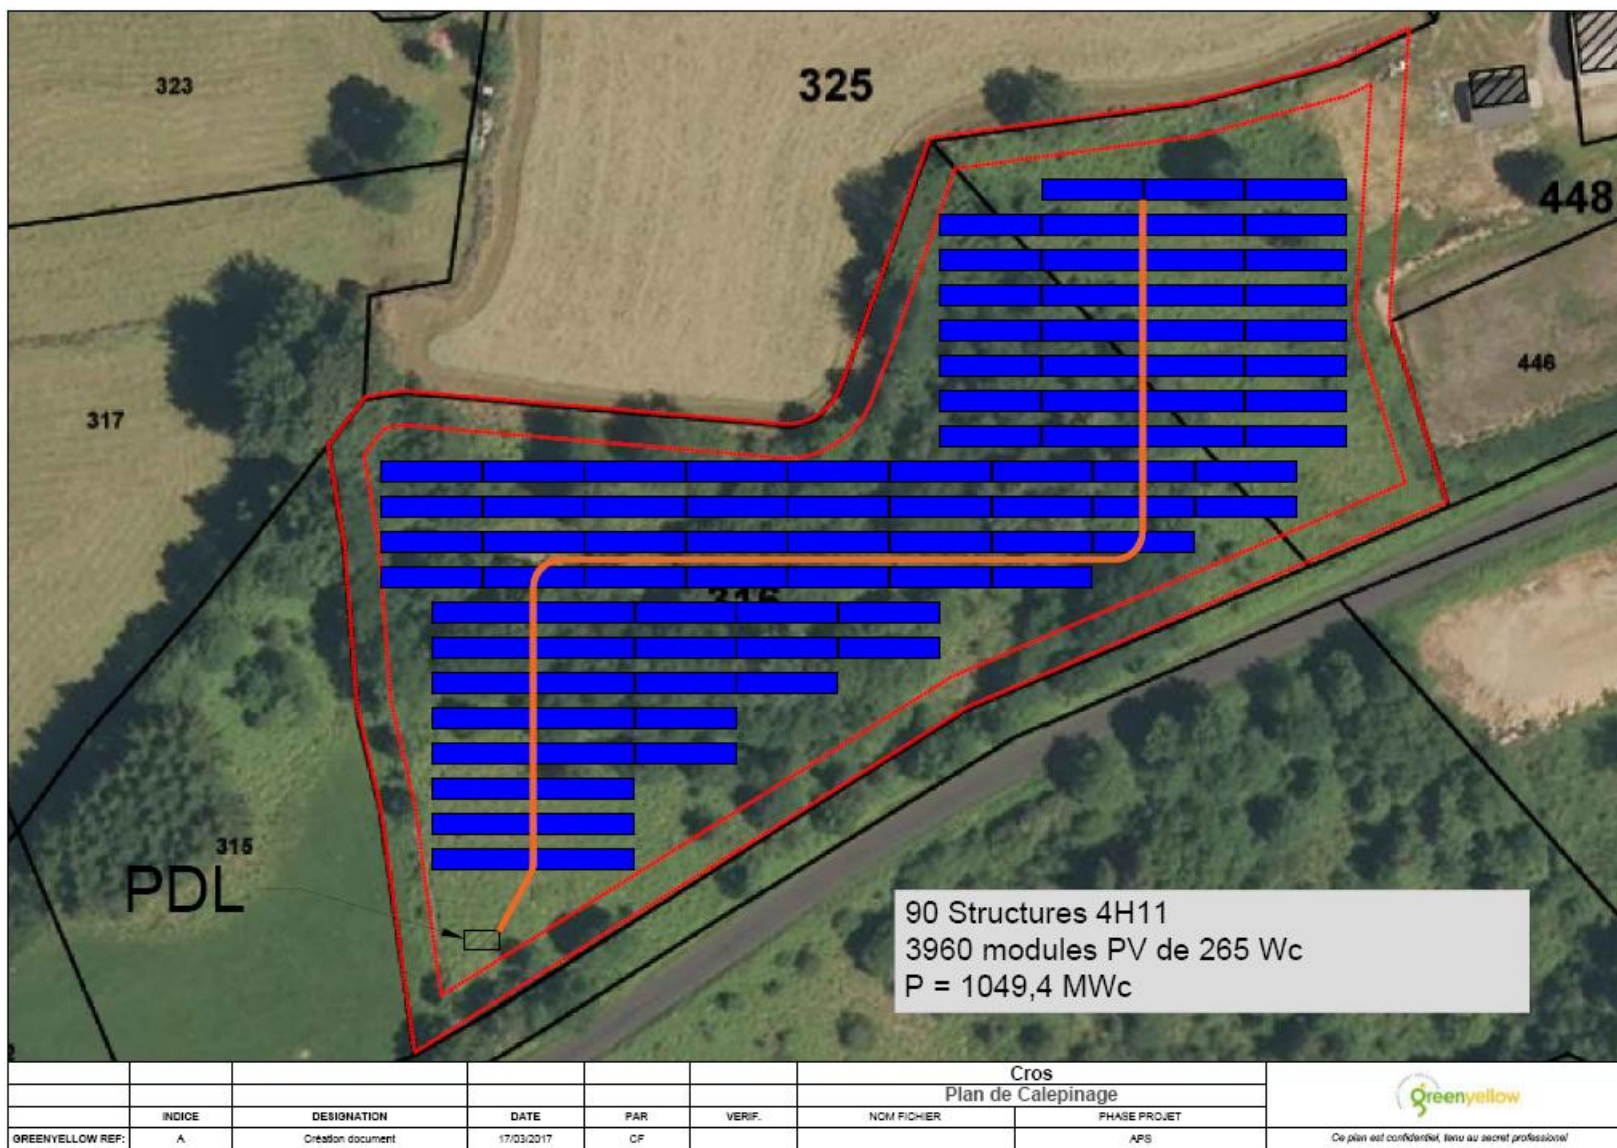 323
325
448
446
317
316
315
PDL
90 Structures 4H11
3960 modules PV de 265 Wc
P = 1049,4 MWc
Cros
Plan de Calepinage
INDICE DESIGNATION DATE PAR VERIF. NOM FICHIER PHASE PROJET
GREENYELLOW REF: A Création document 17/03/2017 CF APS
greenyellow
Ce plan est confidentiel, tenu au secret professionnel